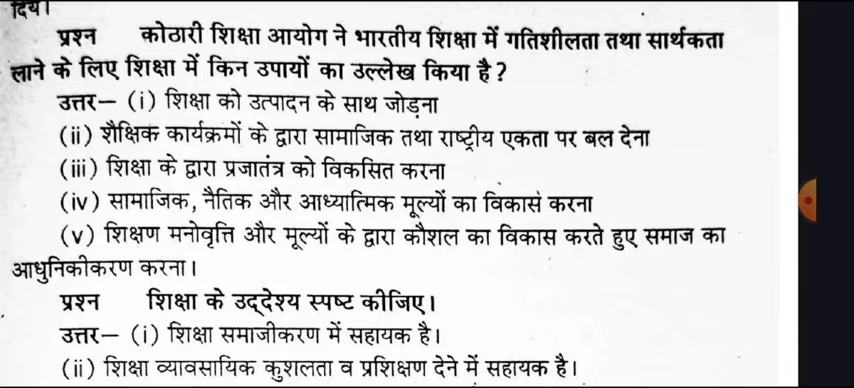 दिये।
प्रश्न कोठारी शिक्षा आयोग ने भारतीय शिक्षा में गतिशीलता तथा सार्थकता
लाने के लिए शिक्षा में किन उपायों का उल्लेख किया है?
उत्तर— (i) शिक्षा को उत्पादन के साथ जोड़ना
(ii) शैक्षिक कार्यक्रमों के द्वारा सामाजिक तथा राष्ट्रीय एकता पर बल देना
(iii) शिक्षा के द्वारा प्रजातंत्र को विकसित करना
(iv) सामाजिक, नैतिक और आध्यात्मिक मूल्यों का विकास करना
(v) शिक्षण मनोवृत्ति और मूल्यों के द्वारा कौशल का विकास करते हुए समाज का
आधुनिकीकरण करना।
प्रश्न शिक्षा के उद्देश्य स्पष्ट कीजिए।
उत्तर— (i) शिक्षा समाजीकरण में सहायक है।
(ii) शिक्षा व्यावसायिक कुशलता व प्रशिक्षण देने में सहायक है।